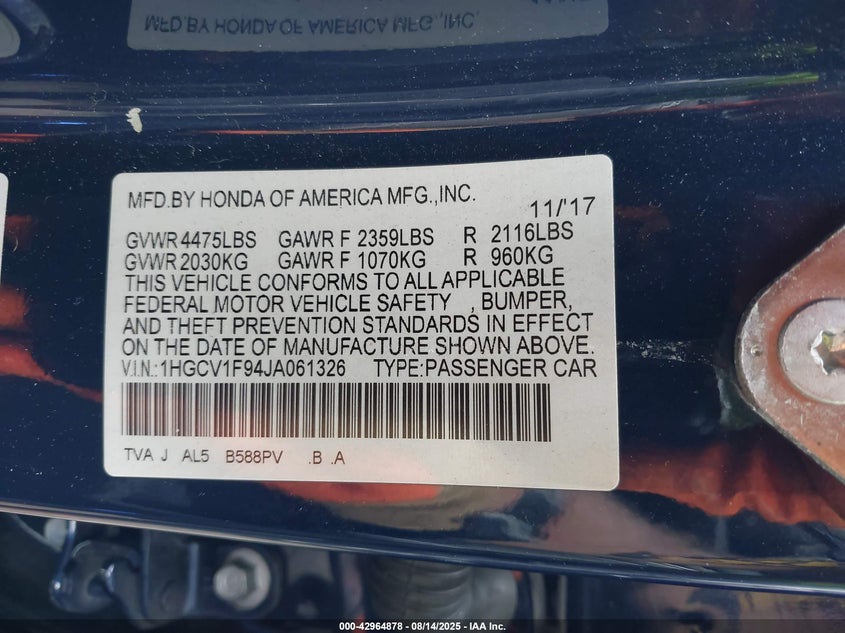 MFD.BY HONDA OF AMERICA MFG.,INC.
MFD.BY HONDA OF AMERICA MFG.,INC.
11/'17
GVWR 4475LBS GAWR F 2359LBS R 2116LBS
GVWR 2030KG GAWR F 1070KG R 960KG
THIS VEHICLE CONFORMS TO ALL APPLICABLE
FEDERAL MOTOR VEHICLE SAFETY , BUMPER,
AND THEFT PREVENTION STANDARDS IN EFFECT
ON THE DATE OF MANUFACTURE SHOWN ABOVE.
V.I.N.:1HGCV1F94JA061326 TYPE:PASSENGER CAR
TVA J AL5 B588PV .B .A
000-42964878 - 08/14/2025 - IAA Inc.